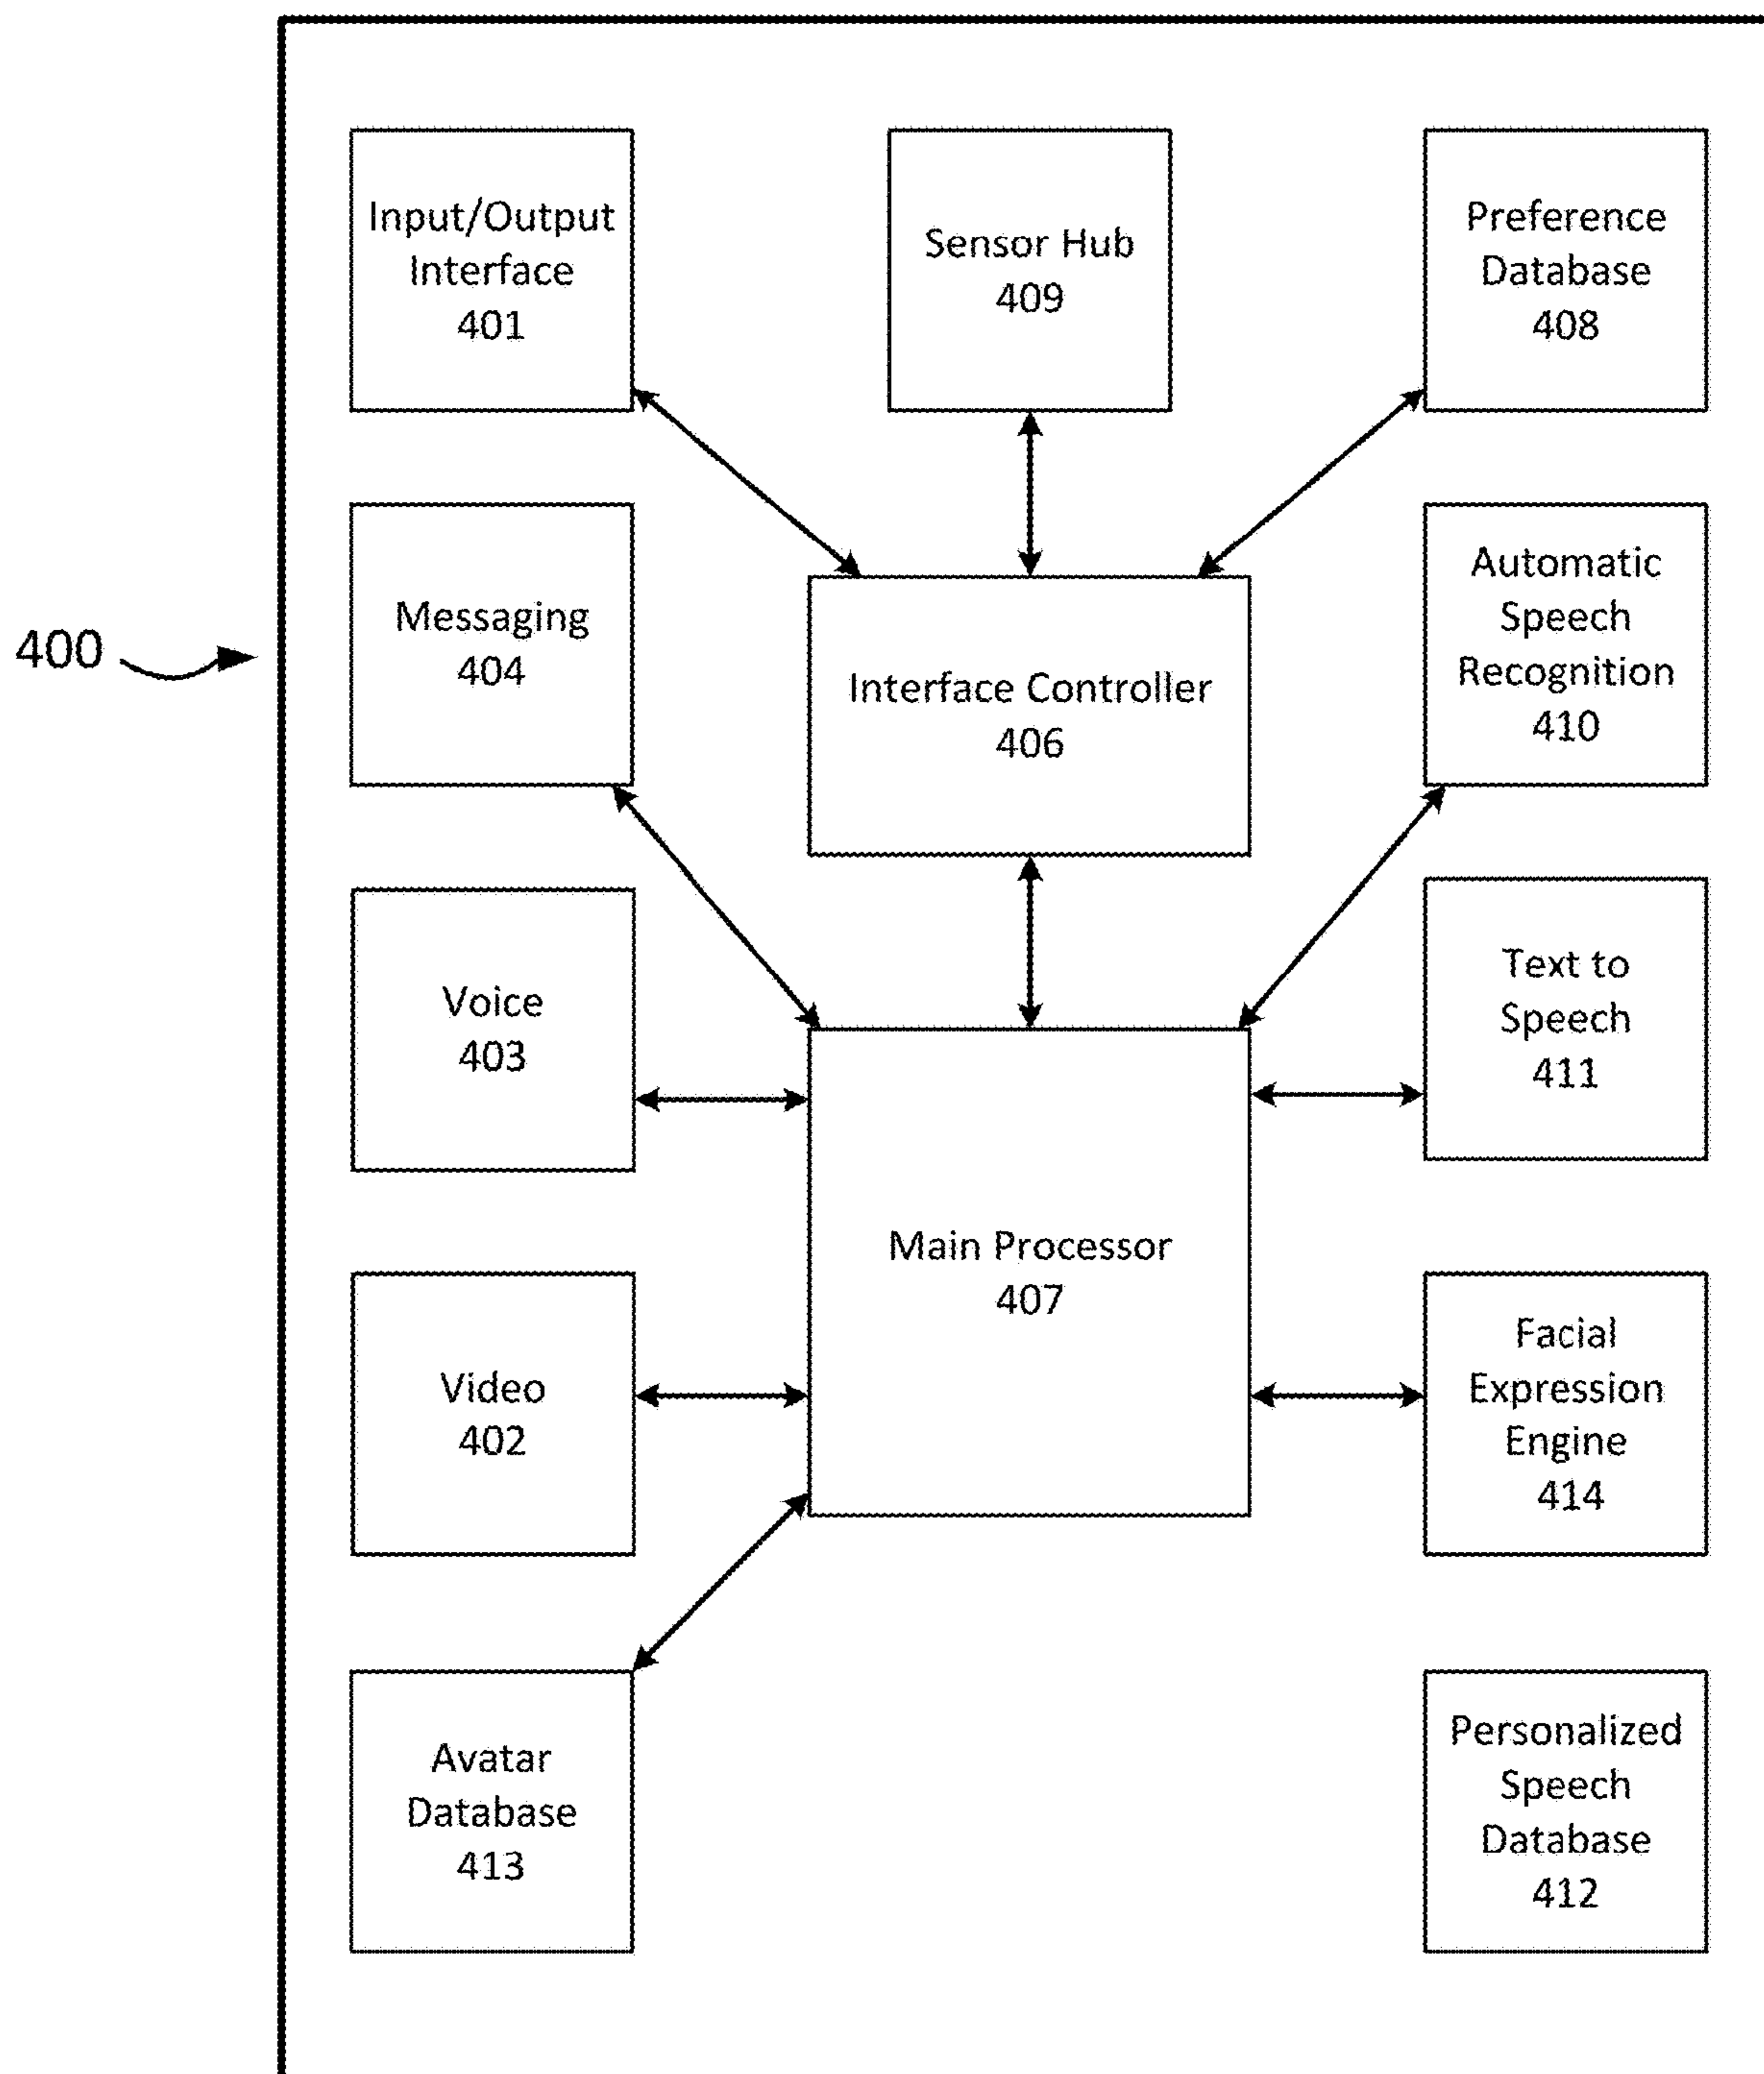 Input/Output
Interface
401
Sensor Hub
409
Preference
Database
408
Messaging
404
Interface Controller
406
Automatic
Speech
Recognition
410
400
Voice
403
Text to
Speech
411
Main Processor
407
Video
402
Facial
Expression
Engine
414
Avatar
Database
413
Personalized
Speech
Database
412